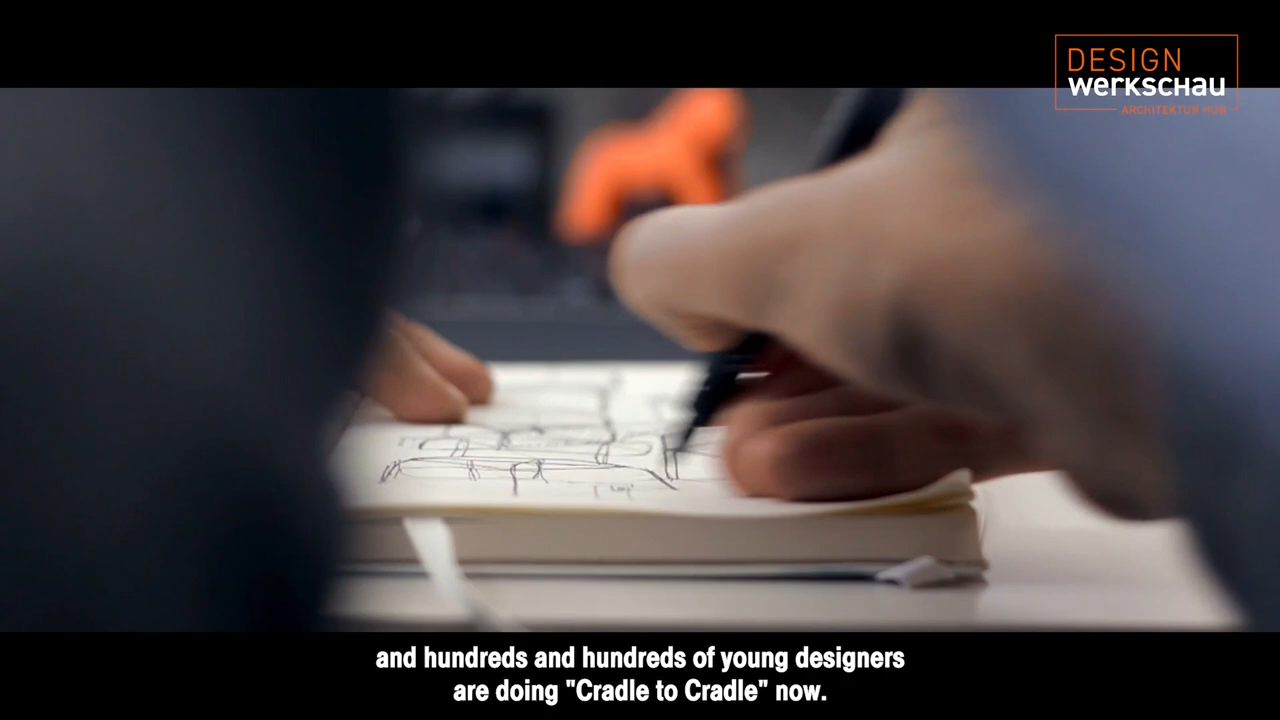 DESIGN
werkschau
ARCHITEKTUR HUB
and hundreds and hundreds of young designers
are doing "Cradle to Cradle" now.